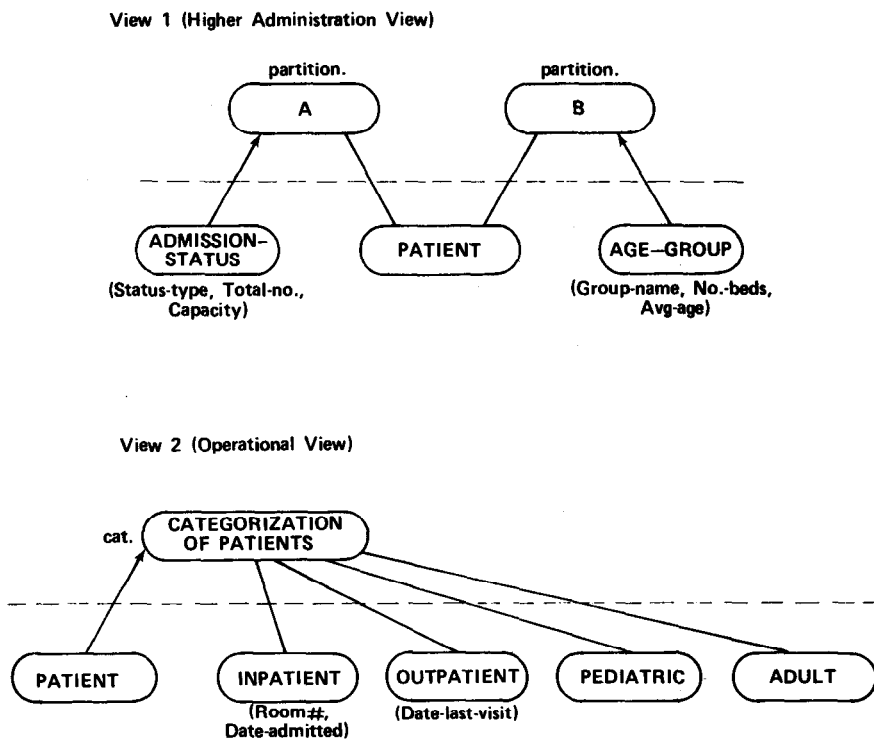 View 1 (Higher Administration View)
partition.
partition.
A
B
ADMISSION–
STATUS
PATIENT
AGE–GROUP
(Status-type, Total-no.,
Capacity)
(Group-name, No.-beds,
Avg-age)
View 2 (Operational View)
cat.
CATEGORIZATION
OF PATIENTS
PATIENT
INPATIENT
OUTPATIENT
PEDIATRIC
ADULT
(Room#,
Date-admitted)
(Date-last-visit)